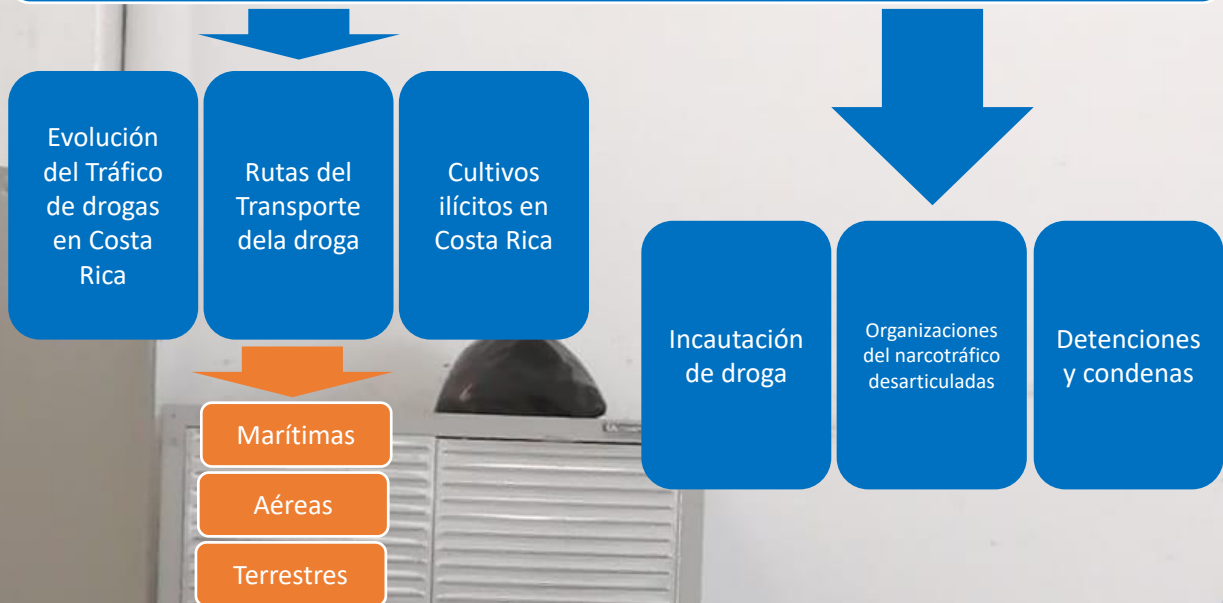 Evolución
del Tráfico
de drogas
en Costa
Rica
Rutas del
Transporte
dela droga
Cultivos
ilícitos en
Costa Rica
Marítimas
Aéreas
Terrestres
Incautación
de droga
Organizaciones
del narcotráfico
desarticuladas
Detenciones
y condenas